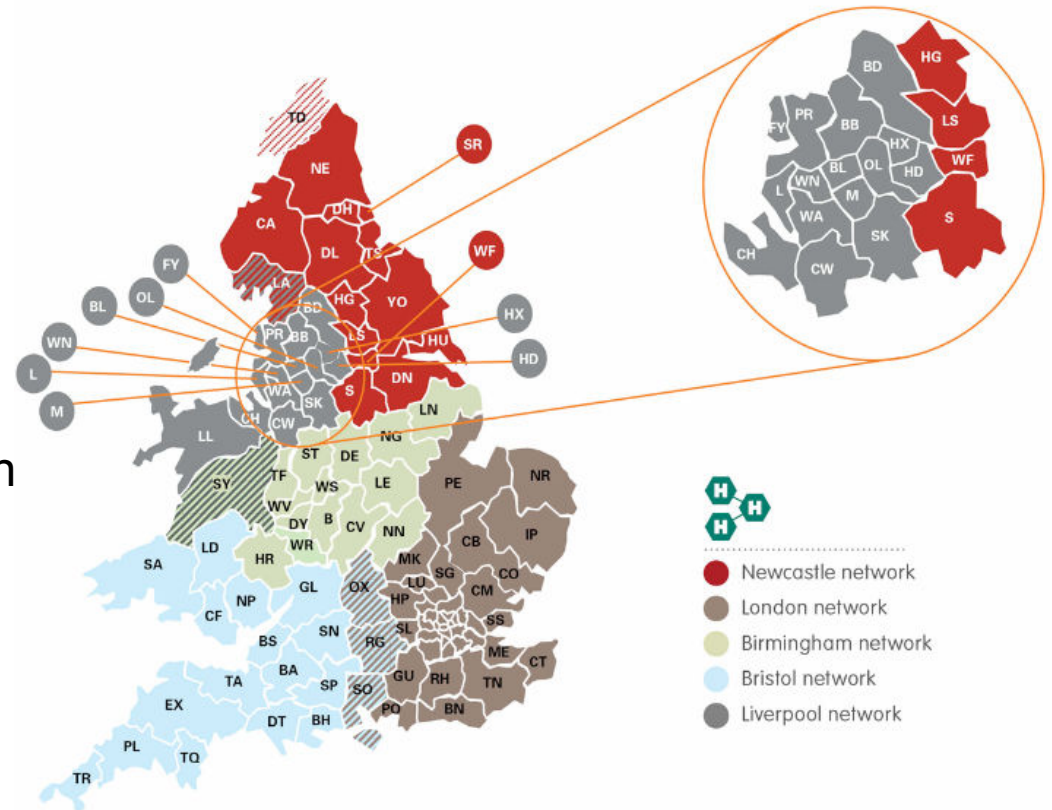 TD
NE
SR
CA
DH
DL
TS
WF
FY
LA
BD
HG
YO
OL
BL
PR
BB
LS
HU
HX
WN
HD
L
WA
S
DN
M
SK
CH
CW
LL
LN
NG
ST
DE
SY
TF
WS
LE
PE
NR
WV
DY
B
CV
NN
WR
HR
MK
CB
IP
LD
SA
GL
OX
LU
SG
CO
NP
HP
CM
CF
SN
SL
SS
BS
RG
ME
CT
BA
TA
SP
SO
GU
RH
TN
EX
DT
BH
PO
BN
PL
TQ
TR
HG
BD
PR
FY
BB
LS
HX
OL
WF
BL
HD
WN
L
M
WA
S
SK
CH
CW
n
H
H
H
Newcastle network
London network
Birmingham network
Bristol network
Liverpool network